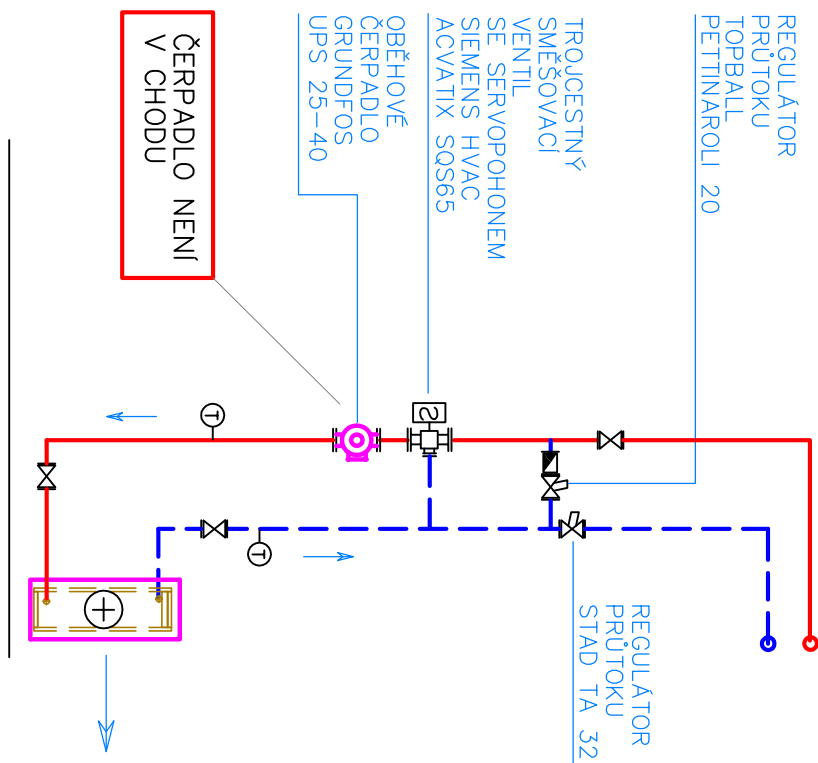 REGULÁTOR
PRŮTOKU
TOPBALL
PETTINAROLI 20
TROJCESTNÝ
SMĚŠOVACÍ
VENTIL
SE SERVOPOHONEM
SIEMENS HVAC
ACVATIX SQS65
OBĚHOVÉ
ČERPADLO
GRUNDFOS
UPS 25-40
ČERPADLO NENÍ
V CHODU
S
T
T
REGULÁTOR
PRŮTOKU
STAD TA 32